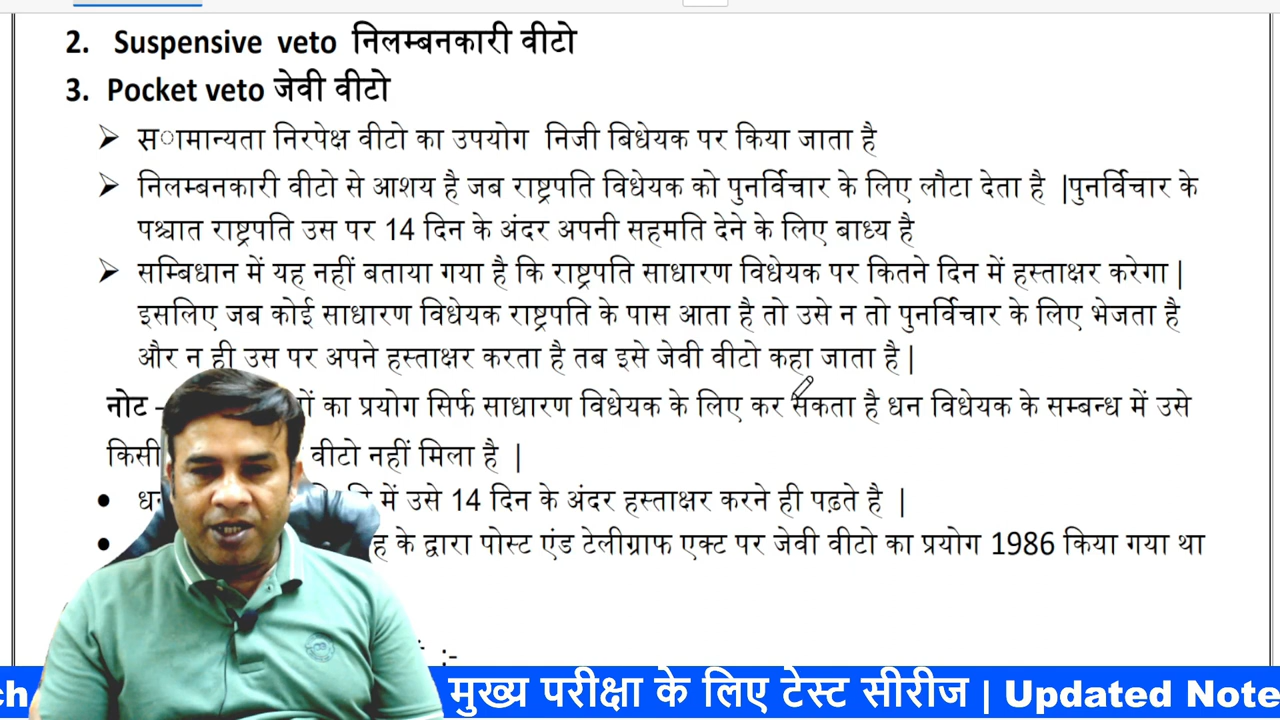 2. Suspensive veto निलम्बनकारी वीटो
3. Pocket veto जेवी वीटो
➢ स◌ामान्यता निरपेक्ष वीटो का उपयोग निजी बिधेयक पर किया जाता है
➢ निलम्बनकारी वीटो से आशय है जब राष्ट्रपति विधेयक को पुनर्विचार के लिए लौटा देता है |पुनर्विचार के
पश्चात राष्ट्रपति उस पर 14 दिन के अंदर अपनी सहमति देने के लिए बाध्य है
➢ सम्बिधान में यह नहीं बताया गया है कि राष्ट्रपति साधारण विधेयक पर कितने दिन में हस्ताक्षर करेगा |
इसलिए जब कोई साधारण विधेयक राष्ट्रपति के पास आता है तो उसे न तो पुनर्विचार के लिए भेजता है
और न ही उस पर अपने हस्ताक्षर करता है तब इसे जेवी वीटो कहा जाता है |
नोट – का प्रयोग सिर्फ साधारण विधेयक के लिए कर सकता है धन विधेयक के सम्बन्ध में उसे
किसी वीटो नहीं मिला है |
• में उसे 14 दिन के अंदर हस्ताक्षर करने ही पढ़ते है |
• के द्वारा पोस्ट एंड टेलीग्राफ एक्ट पर जेवी वीटो का प्रयोग 1986 किया गया था
:-
मुख्य परीक्षा के लिए टेस्ट सीरीज | Updated Note